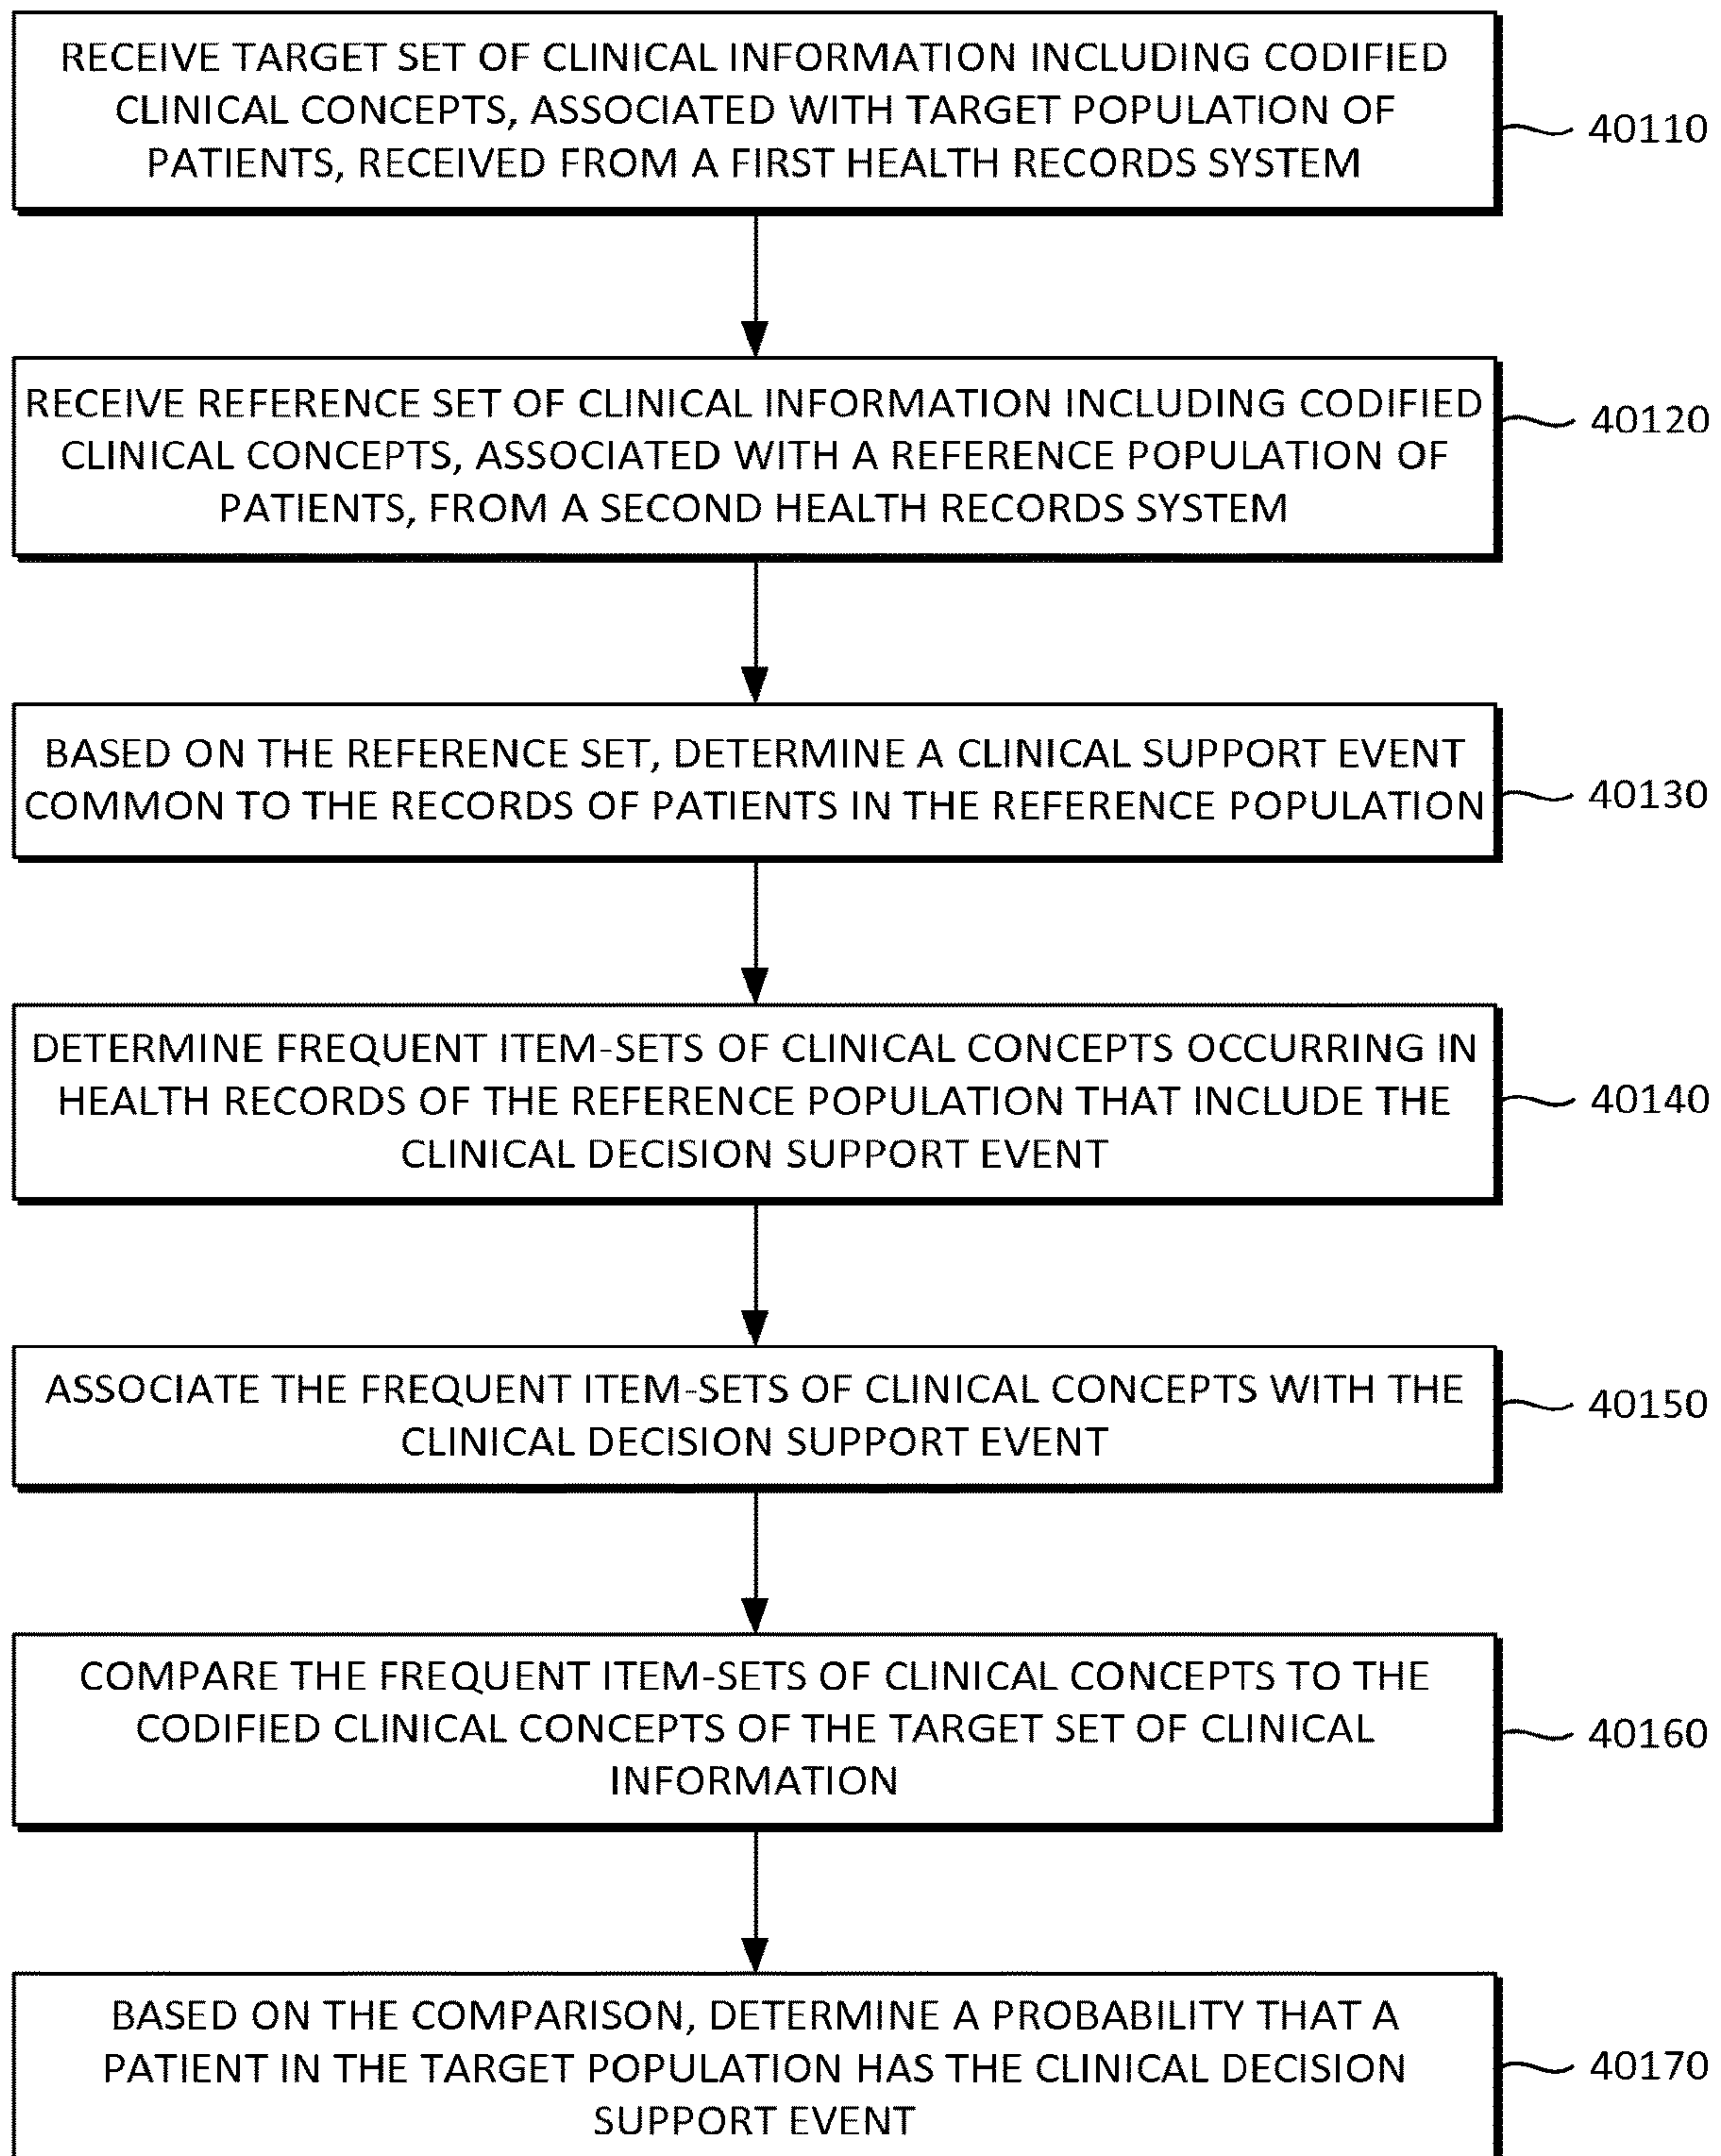 RECEIVE TARGET SET OF CLINICAL INFORMATION INCLUDING CODIFIED
CLINICAL CONCEPTS, ASSOCIATED WITH TARGET POPULATION OF
PATIENTS, RECEIVED FROM A FIRST HEALTH RECORDS SYSTEM
40110
RECEIVE REFERENCE SET OF CLINICAL INFORMATION INCLUDING CODIFIED
CLINICAL CONCEPTS, ASSOCIATED WITH A REFERENCE POPULATION OF
PATIENTS, FROM A SECOND HEALTH RECORDS SYSTEM
40120
BASED ON THE REFERENCE SET, DETERMINE A CLINICAL SUPPORT EVENT
COMMON TO THE RECORDS OF PATIENTS IN THE REFERENCE POPULATION
40130
DETERMINE FREQUENT ITEM-SETS OF CLINICAL CONCEPTS OCCURRING IN
HEALTH RECORDS OF THE REFERENCE POPULATION THAT INCLUDE THE
CLINICAL DECISION SUPPORT EVENT
40140
ASSOCIATE THE FREQUENT ITEM-SETS OF CLINICAL CONCEPTS WITH THE
CLINICAL DECISION SUPPORT EVENT
40150
COMPARE THE FREQUENT ITEM-SETS OF CLINICAL CONCEPTS TO THE
CODIFIED CLINICAL CONCEPTS OF THE TARGET SET OF CLINICAL
INFORMATION
40160
BASED ON THE COMPARISON, DETERMINE A PROBABILITY THAT A
PATIENT IN THE TARGET POPULATION HAS THE CLINICAL DECISION
SUPPORT EVENT
40170